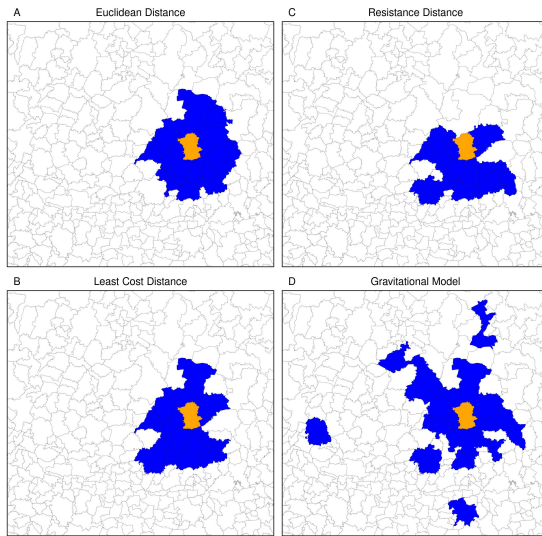 A Euclidean Distance
C Resistance Distance
B Least Cost Distance
D Gravitational Model